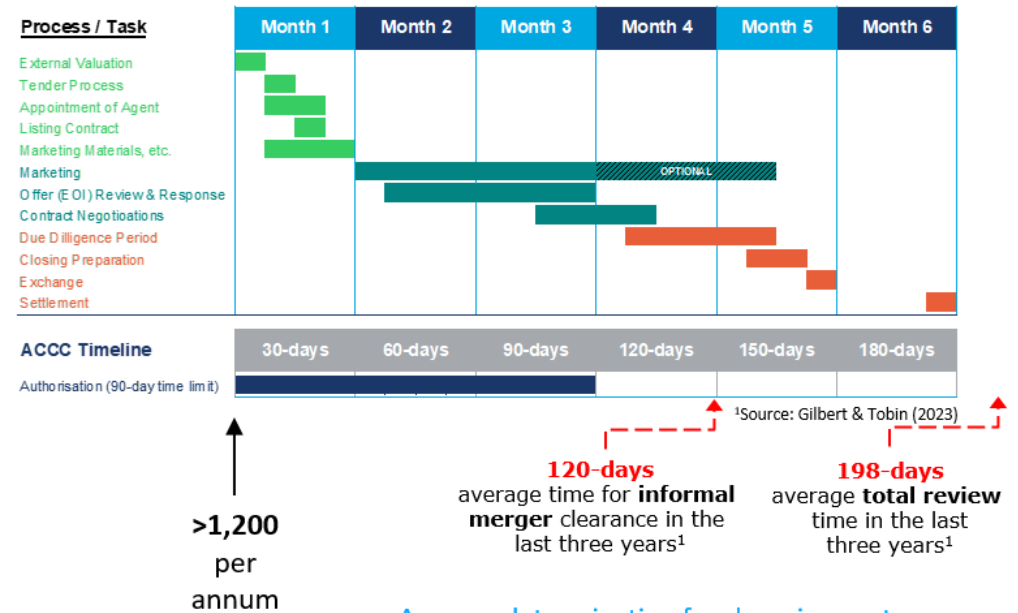 Process / Task
Month 1 Month 2 Month 3 Month 4 Month 5 Month 6
External Valuation
Tender Process
Appointment of Agent
Listing Contract
Marketing Materials, etc.
Marketing
OPTIONAL
Offer (EOI) Review & Response
Contract Negotioations
Due Dilligence Period
Closing Preparation
Exchange
Settlement
ACCC Timeline
30-days 60-days 90-days 120-days 150-days 180-days
Authorisation (90-day time limit)
¹Source: Gilbert & Tobin (2023)
>1,200
per
annum
120-days
average time for informal
merger clearance in the
last three years¹
198-days
average total review
time in the last
three years¹